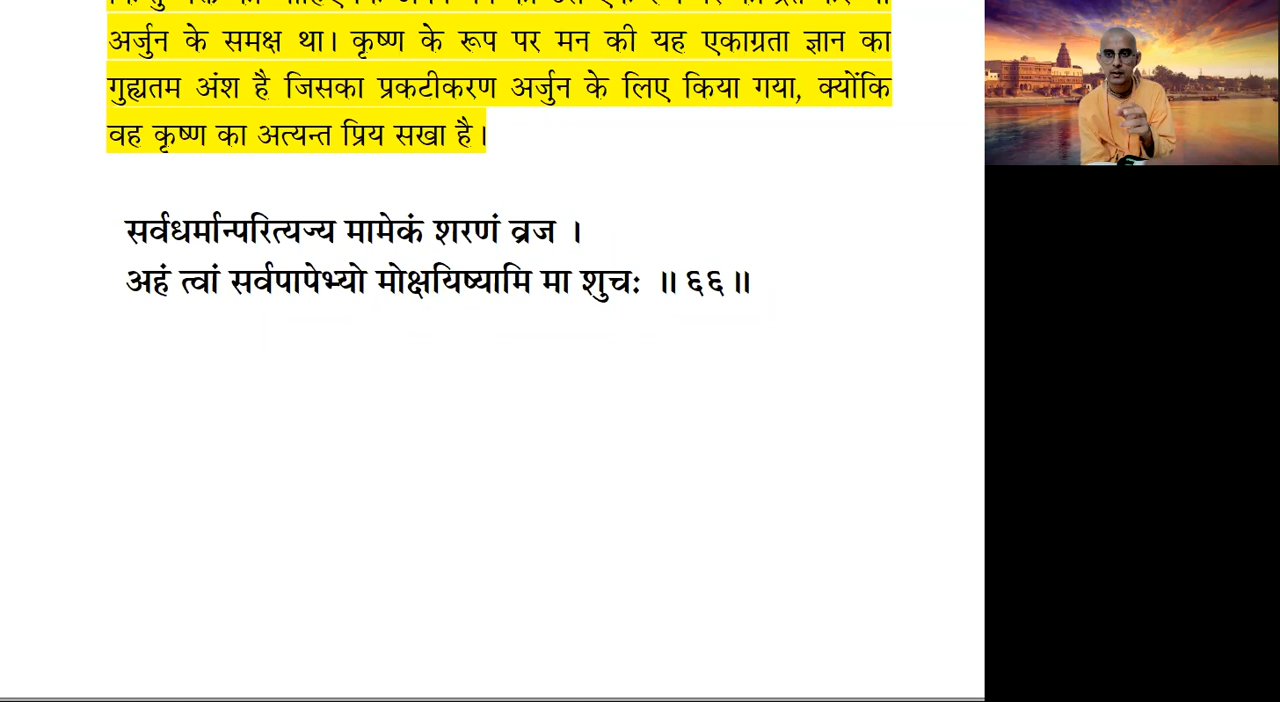 अर्जुन के समक्ष था। कृष्ण के रूप पर मन की यह एकाग्रता ज्ञान का
गुह्यतम अंश है जिसका प्रकटीकरण अर्जुन के लिए किया गया, क्योंकि
वह कृष्ण का अत्यन्त प्रिय सखा है।
सर्वधर्मान्परित्यज्य मामेकं शरणं व्रज ।
अहं त्वां सर्वपापेभ्यो मोक्षयिष्यामि मा शुचः ॥ ६६॥